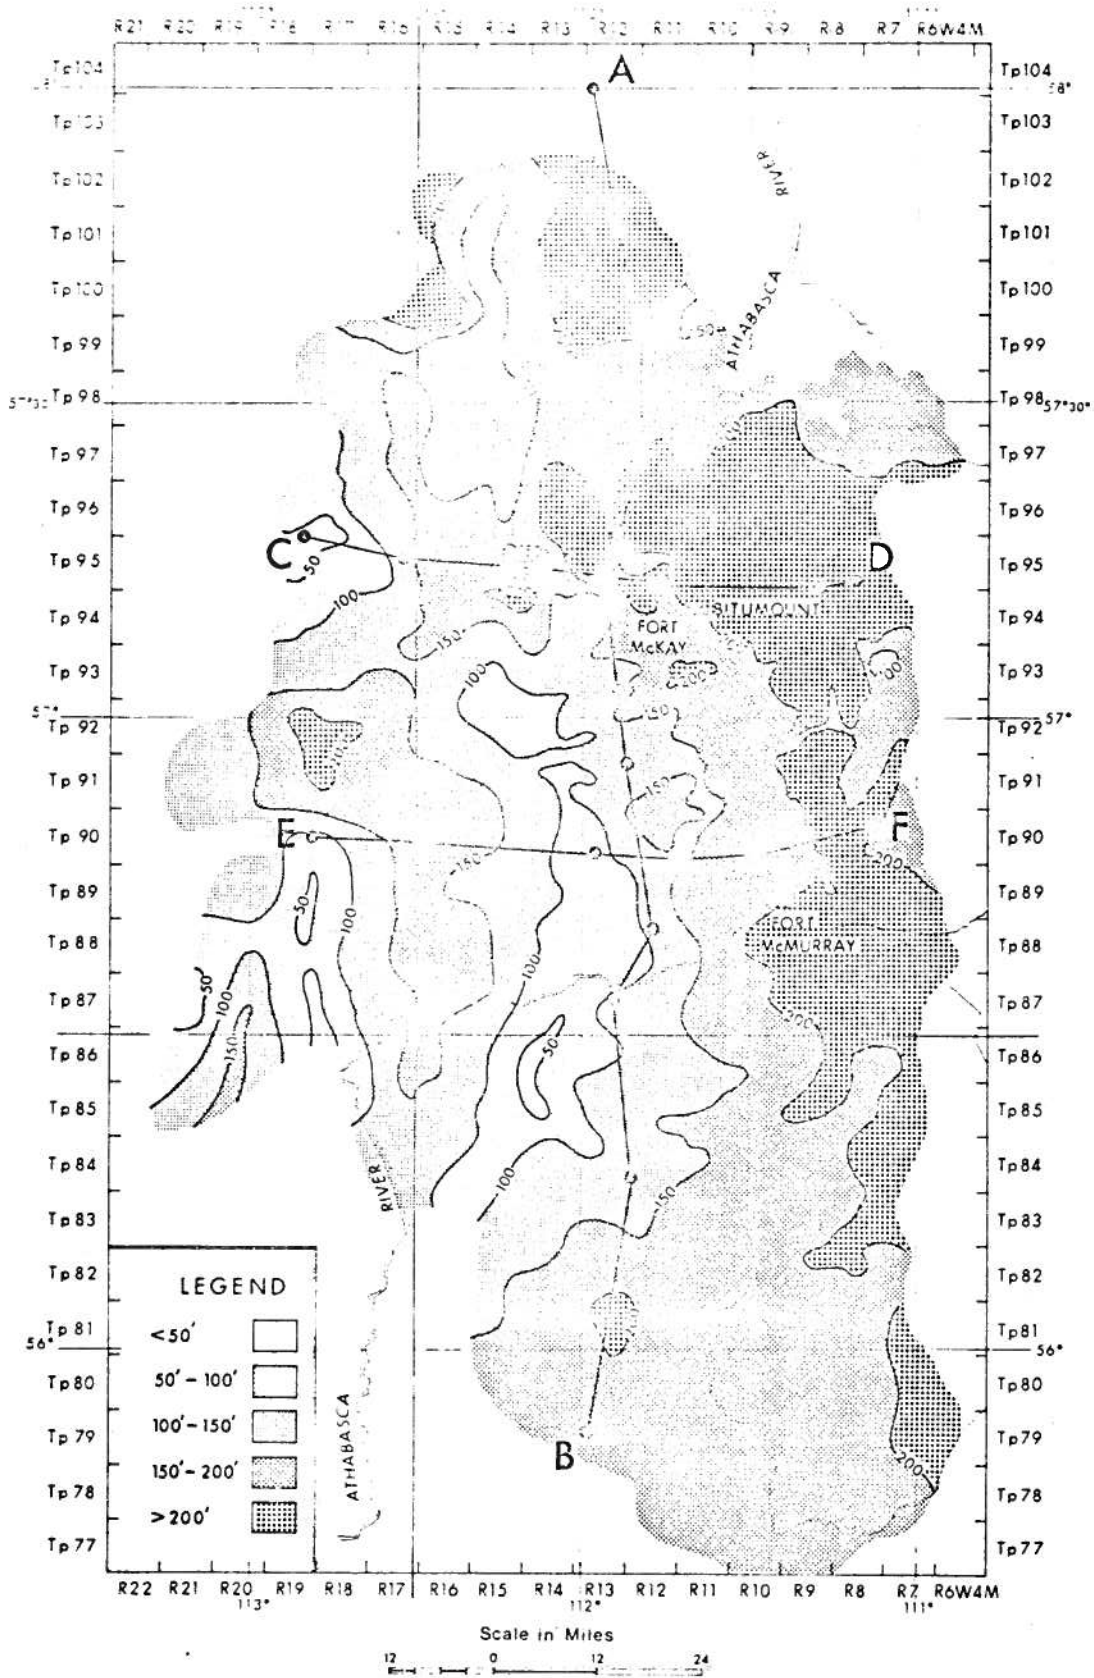 R21 R20 R19 R18 R17 R16 R15 R14 R13 R12 R11 R10 R9 R8 R7 R6W4M
A
Tp104 Tp104
58°
Tp103 Tp103
Tp102 RIVER Tp102
Tp101 Tp101
Tp100 ATHABASCA Tp100
Tp99 50 Tp99
57°30' Tp98 Tp98 57°30'
Tp97 Tp97
Tp96 Tp96
C D
Tp95 50 Tp95
100
BITUMOUNT
Tp94 FORT Tp94
McKAY
150
Tp93 100 200 Tp93
57° Tp92 150 Tp92 57°
Tp91 150 Tp91
E F
Tp90 Tp90
150 200
Tp89 50 Tp89
100 FORT
Tp88 McMURRAY Tp88
100
50 100
Tp87 200 Tp87
150 50
Tp86 Tp86
Tp85 Tp85
Tp84 100 Tp84
RIVER 150
Tp83 Tp83
Tp82 LEGEND Tp82
Tp81 <50' Tp81
56° 56°
Tp80 50'-100' Tp80
Tp79 100'-150' B Tp79
ATHABASCA 200
Tp78 150'-200' Tp78
>200'
Tp77 Tp77
R22 R21 R20 R19 R18 R17 R16 R15 R14 R13 R12 R11 R10 R9 R8 R7 R6W4M
113° 112° 111°
Scale in Miles
12 0 12 24